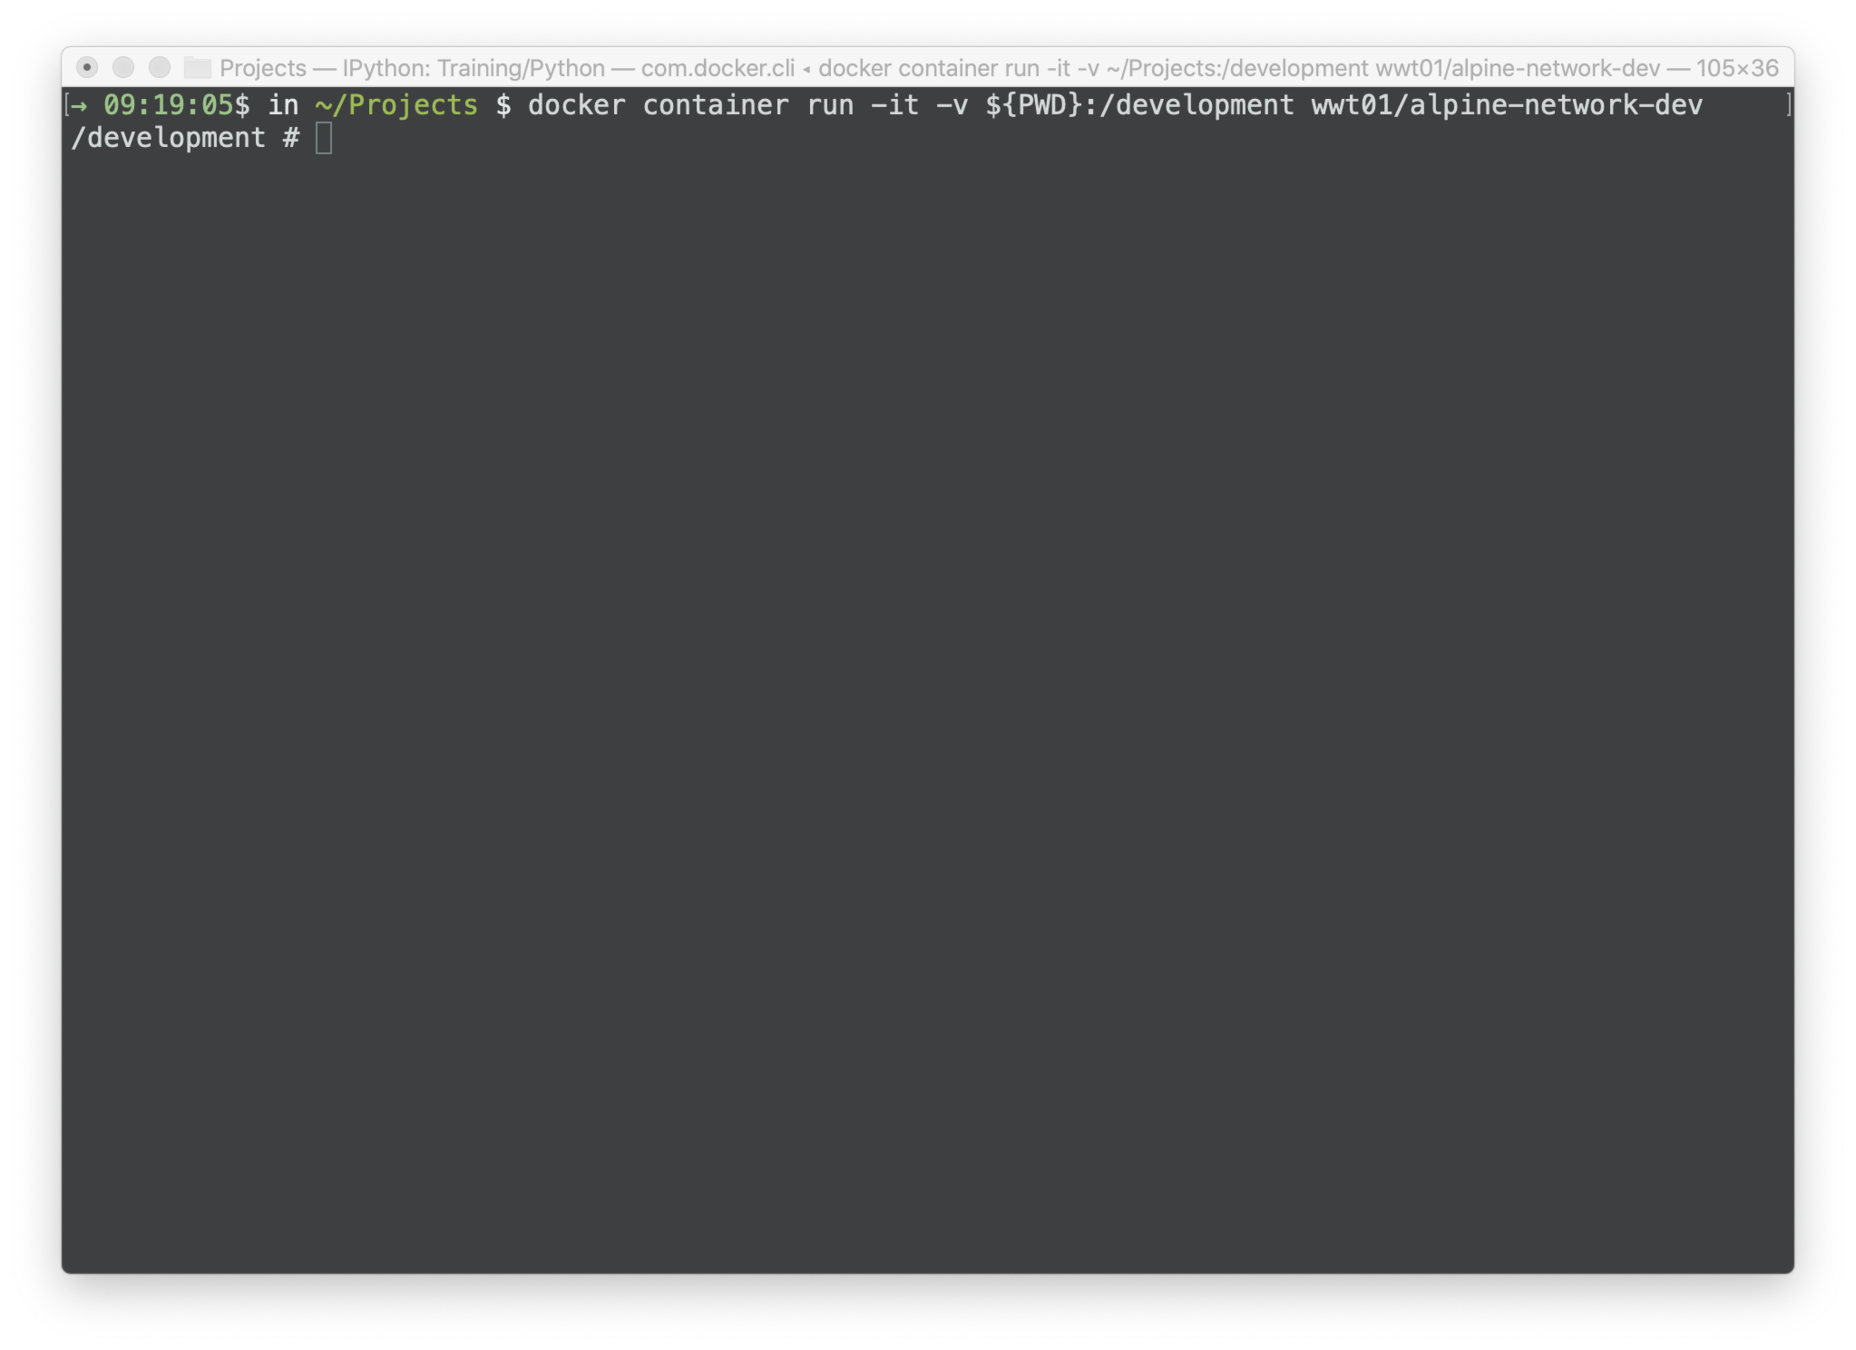 Projects — IPython: Training/Python — com.docker.cli ◂ docker container run -it -v ~/Projects:/development wwt01/alpine-network-dev — 105×36
[→ 09:19:05$ in ~/Projects $ docker container run -it -v ${PWD}:/development wwt01/alpine-network-dev ]
/development #